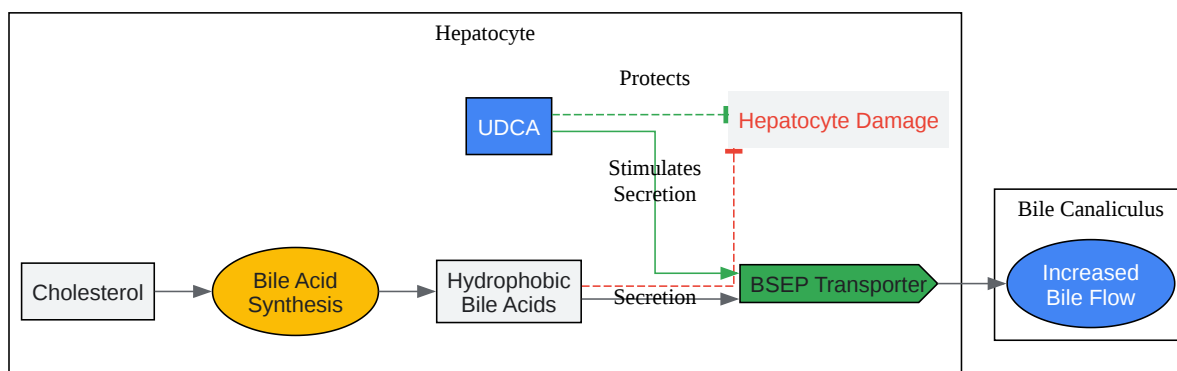 Hepatocyte
Protects
UDCA
Hepatocyte Damage
Stimulates
Secretion
Bile Canaliculus
Cholesterol
Bile Acid
Synthesis
Hydrophobic
Bile Acids
Secretion
BSEP Transporter
Increased
Bile Flow